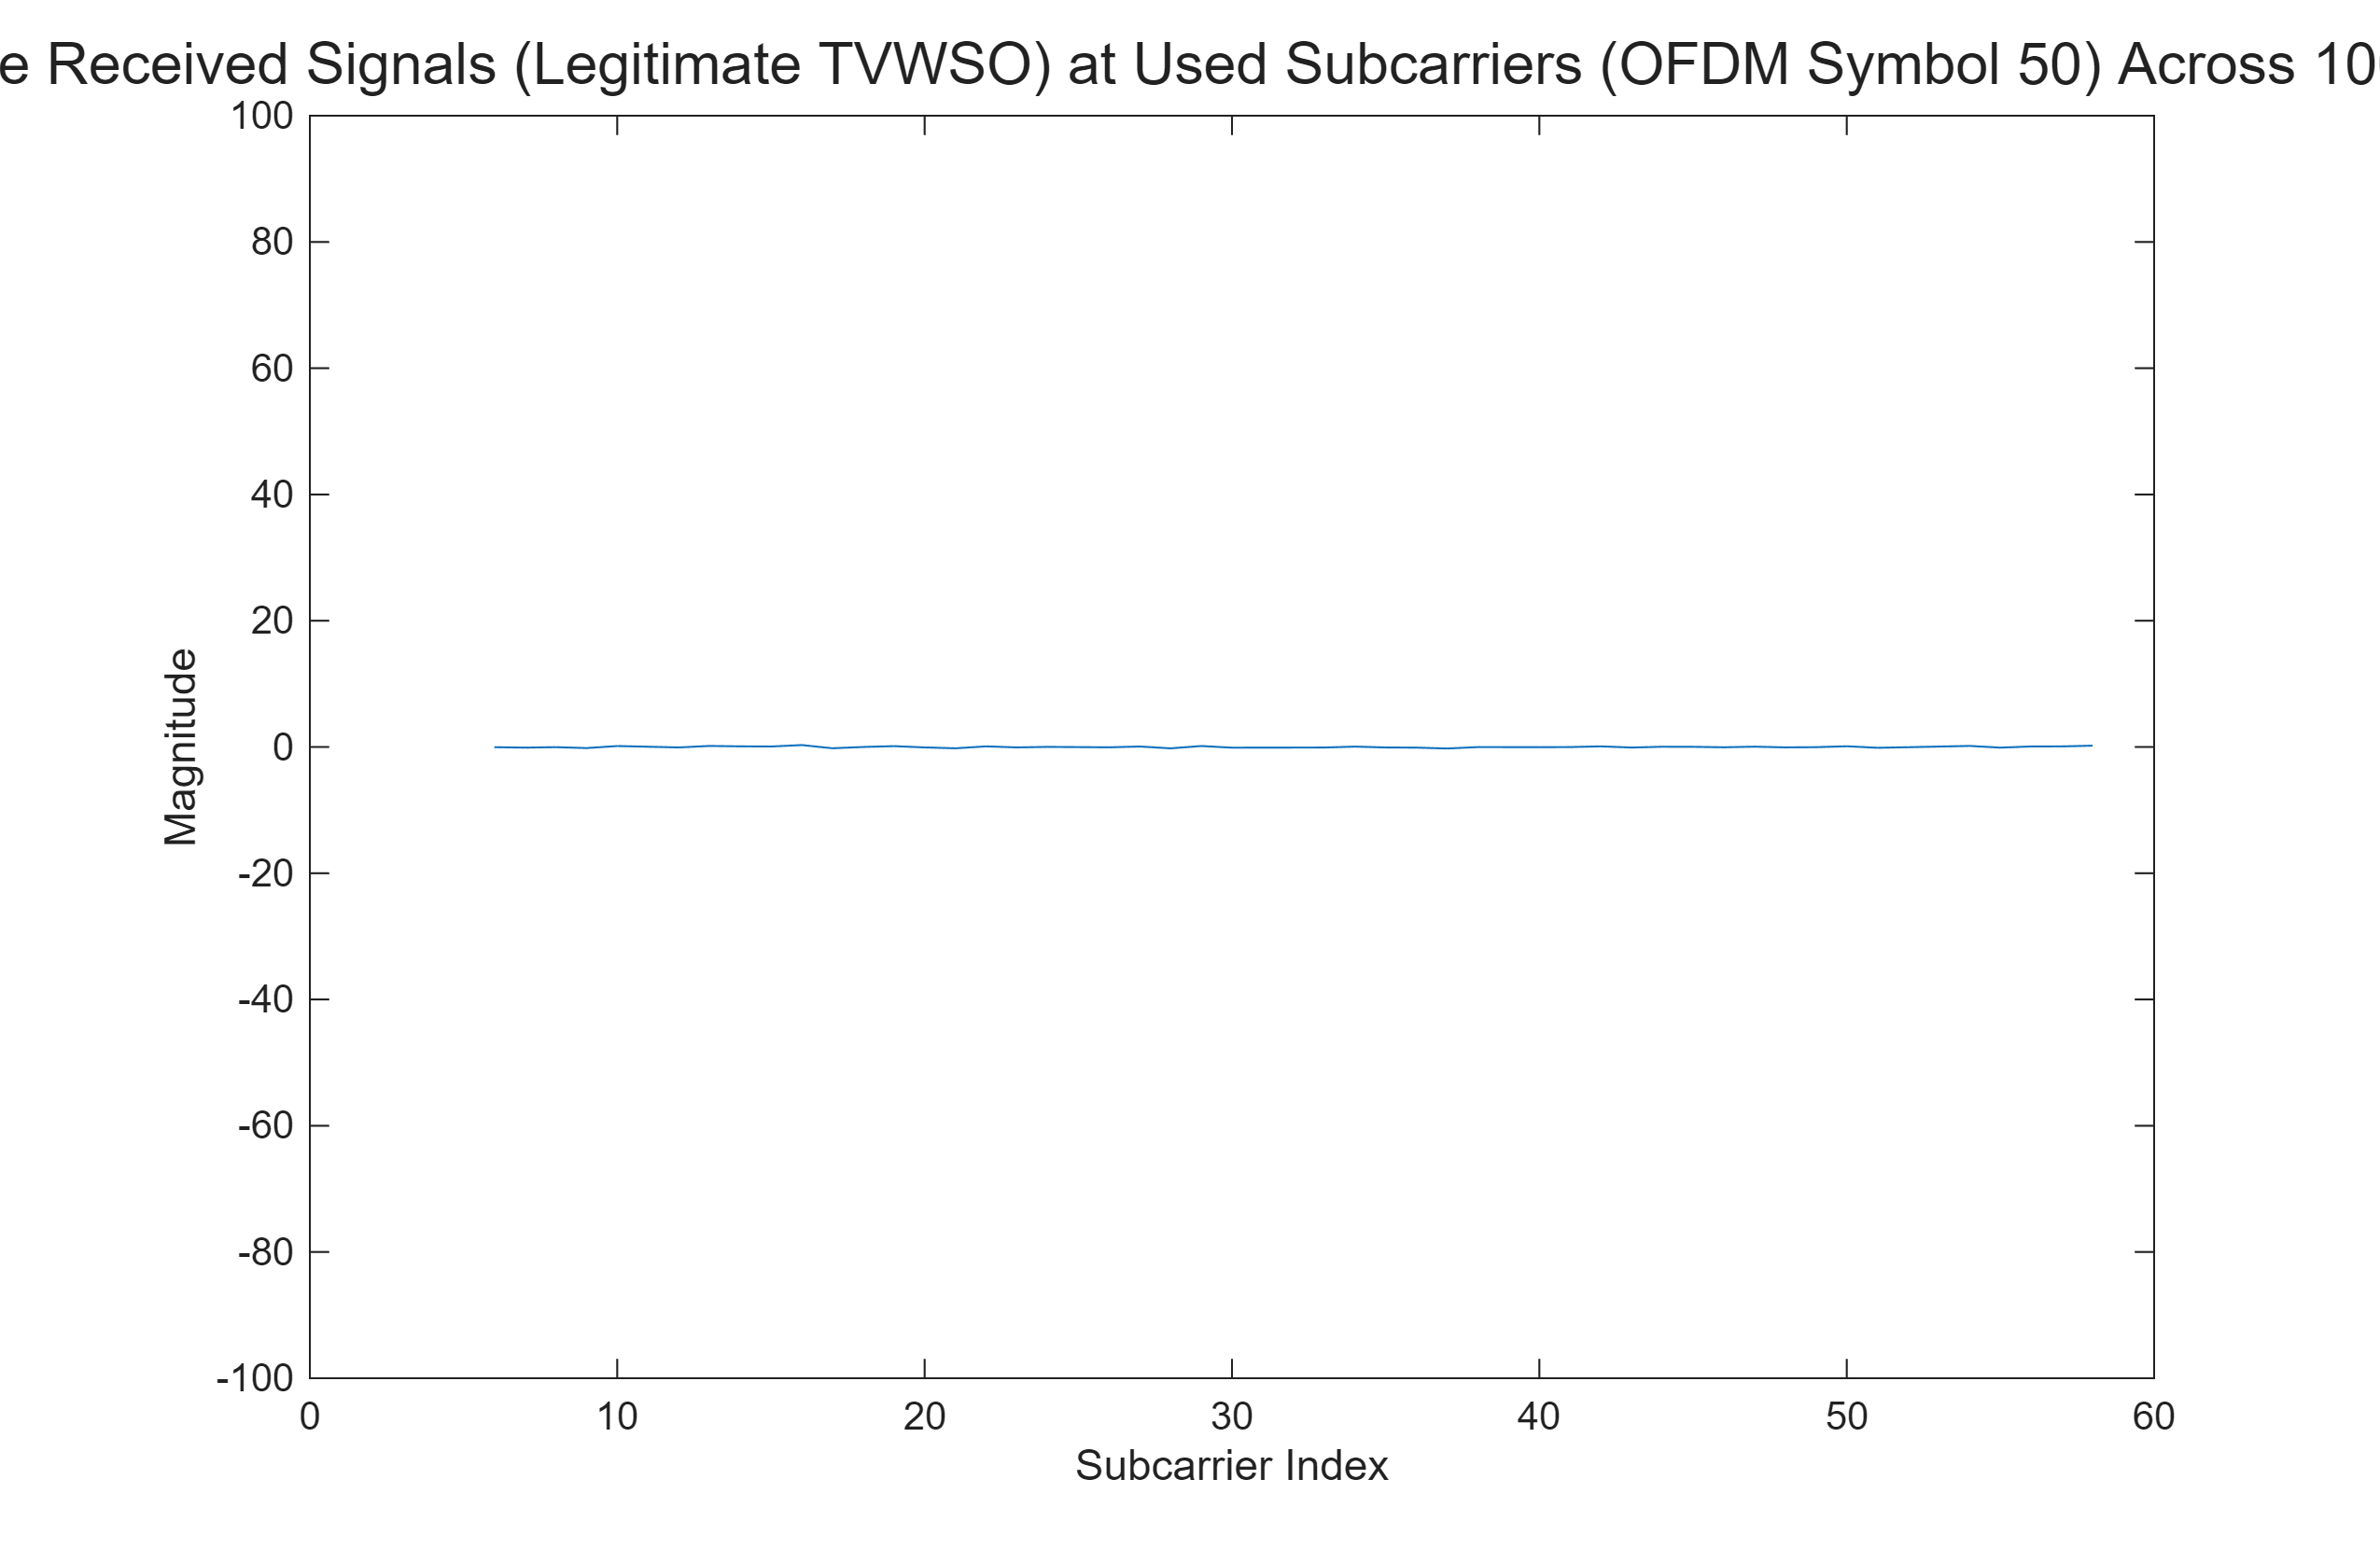 e Received Signals (Legitimate TVWSO) at Used Subcarriers (OFDM Symbol 50) Across 10
100
80
60
40
20
0
-20
-40
-60
-80
-100
Magnitude
0 10 20 30 40 50 60
Subcarrier Index